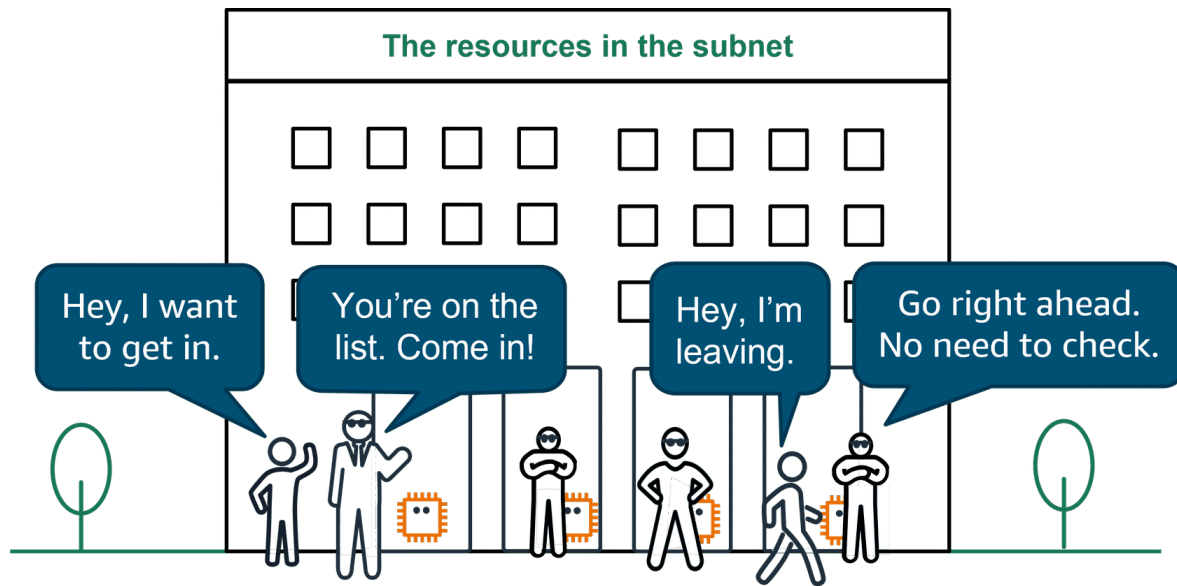 The resources in the subnet
Hey, I want
to get in.
You’re on the
list. Come in!
Hey, I’m
leaving.
Go right ahead.
No need to check.